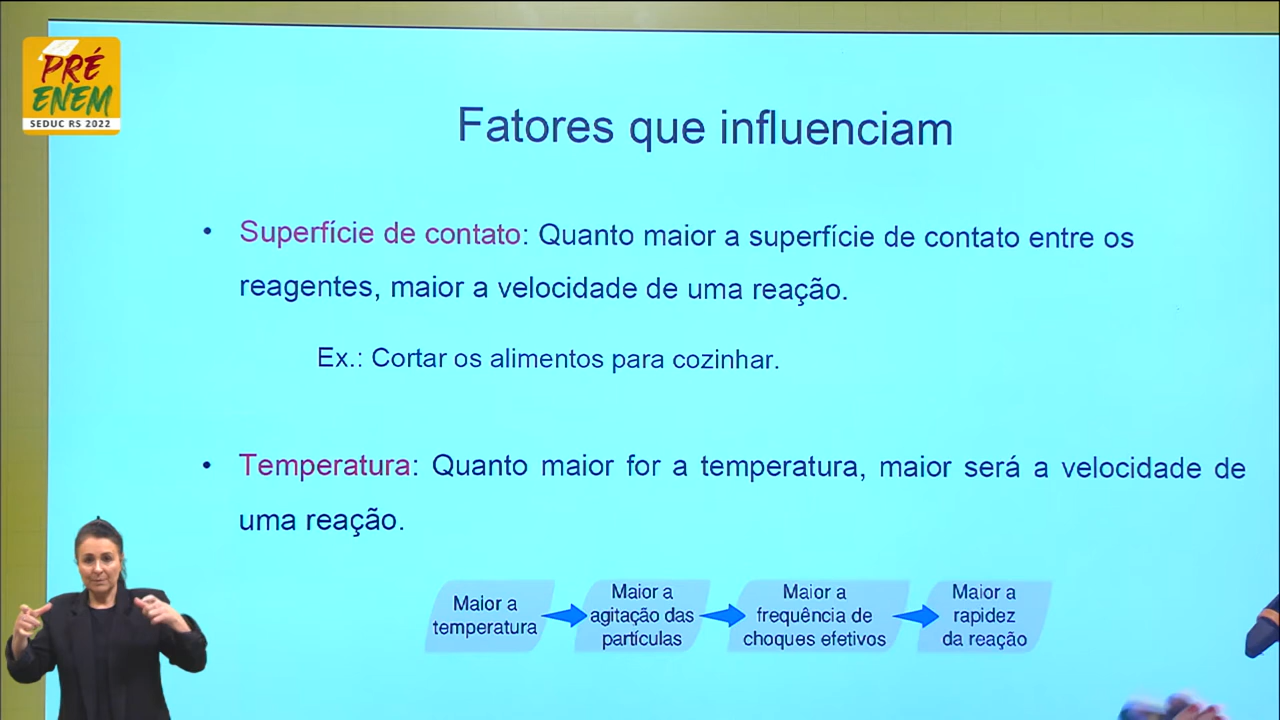 PRÉ
ENEM
SEDUC RS 2022
Fatores que influenciam
• Superfície de contato: Quanto maior a superfície de contato entre os
reagentes, maior a velocidade de uma reação.
Ex.: Cortar os alimentos para cozinhar.
• Temperatura: Quanto maior for a temperatura, maior será a velocidade de
uma reação.
Maior a
temperatura
Maior a
agitação das
partículas
Maior a
frequência de
choques efetivos
Maior a
rapidez
da reação